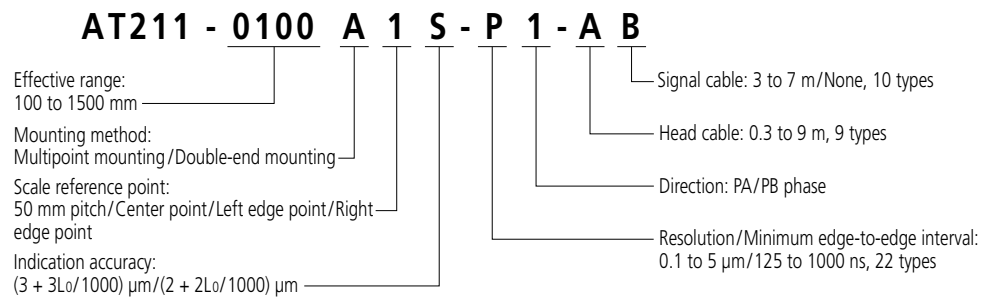 AT211 - 0100 A 1 S - P 1 - A B
Effective range:
100 to 1500 mm
Mounting method:
Multipoint mounting/Double-end mounting
Scale reference point:
50 mm pitch/Center point/Left edge point/Right
edge point
Indication accuracy:
(3 + 3L0/1000) μm/(2 + 2L0/1000) μm
Signal cable: 3 to 7 m/None, 10 types
Head cable: 0.3 to 9 m, 9 types
Direction: PA/PB phase
Resolution/Minimum edge-to-edge interval:
0.1 to 5 μm/125 to 1000 ns, 22 types